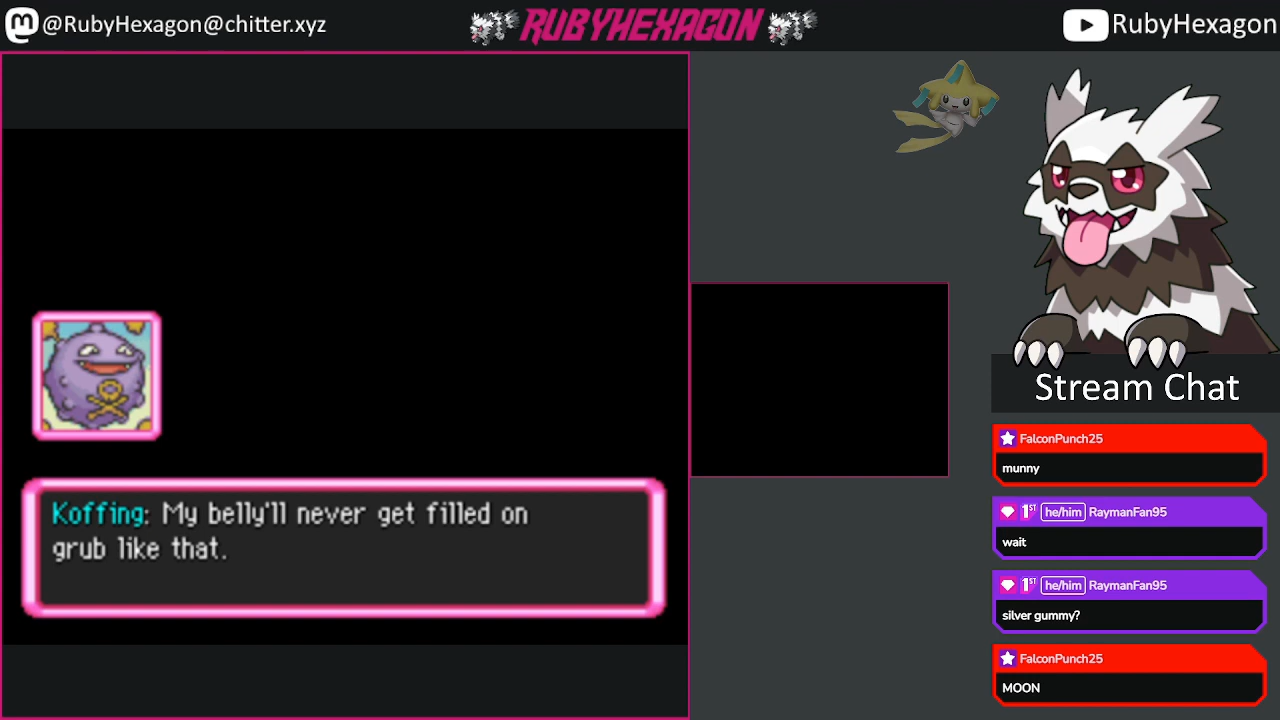 @RubyHexagon@chitter.xyz
RUBYHEXAGON
RubyHexagon
Koffing: My belly'll never get filled on
grub like that.
Stream Chat
FalconPunch25
munny
1ST he/him RaymanFan95
wait
1ST he/him RaymanFan95
silver gummy?
FalconPunch25
MOON